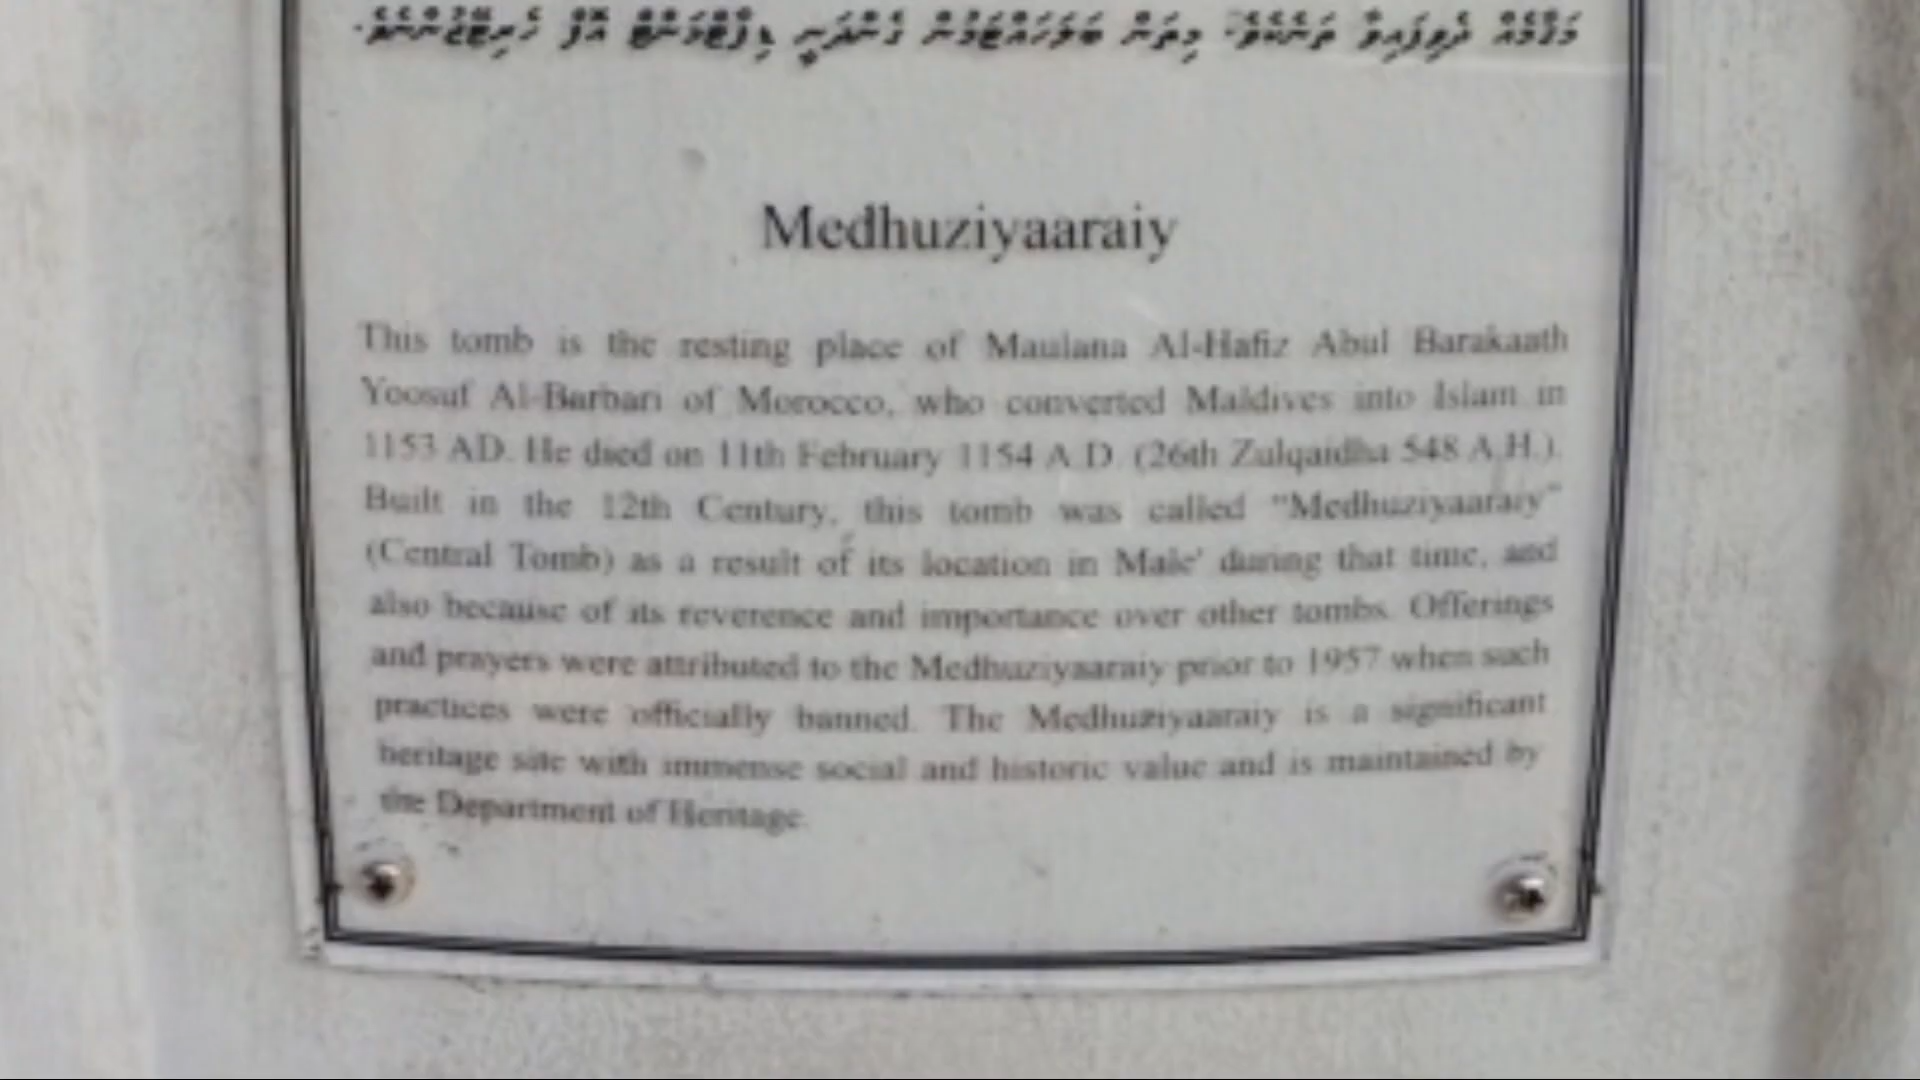 މަޤާމެއް ދެވިފައިވާ ތަނެކެވެ. މިތަން ބަލަހައްޓަމުން ގެންދަނީ ޑިޕާޓްމަންޓް އޮފް ހެރިޓޭޖުންނެވެ.
Medhuziyaaraiy
This tomb is the resting place of Maulana Al-Hafiz Abul Barakaath
Yoosuf Al-Barbari of Morocco, who converted Maldives into Islam in
1153 AD. He died on 11th February 1154 A.D. (26th Zulqaidha 548 A.H.).
Built in the 12th Century, this tomb was called "Medhuziyaaraiy"
(Central Tomb) as a result of its location in Male' during that time, and
also because of its reverence and importance over other tombs. Offerings
and prayers were attributed to the Medhuziyaaraiy prior to 1957 when such
practices were officially banned. The Medhuziyaaraiy is a significant
heritage site with immense social and historic value and is maintained by
the Department of Heritage.